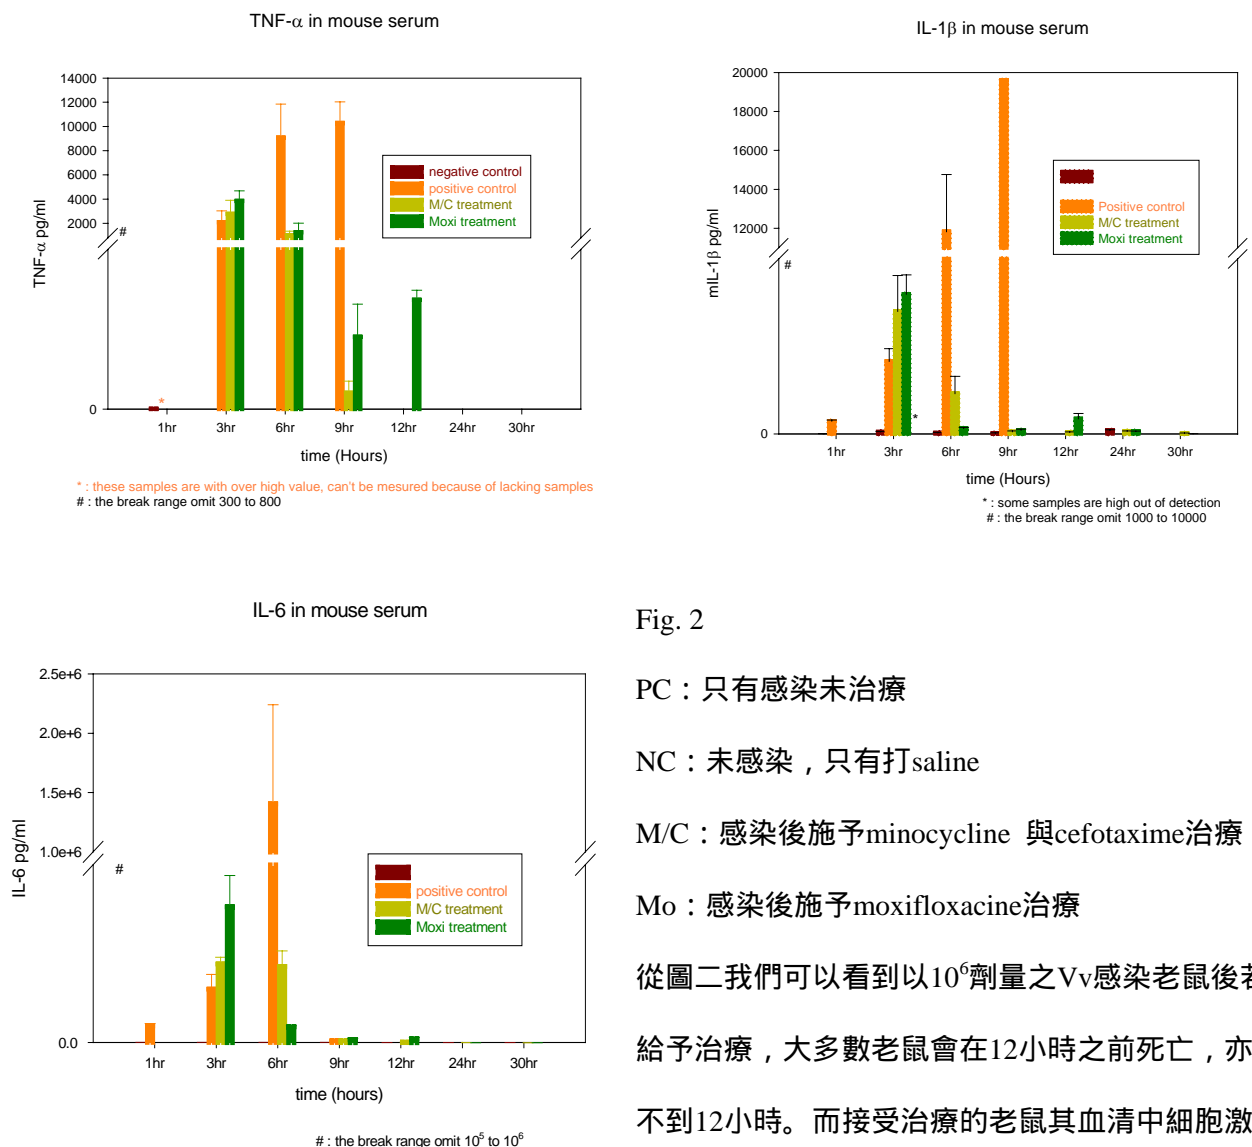 TNF-α in mouse serum
14000
12000
10000
8000
6000
4000
2000
0
#
*
TNF-α pg/ml
negative control
positive control
M/C treatment
Moxi treatment
1hr 3hr 6hr 9hr 12hr 24hr 30hr
time (Hours)
* : these samples are with over high value, can't be mesured because of lacking samples
# : the break range omit 300 to 800
IL-1β in mouse serum
20000
18000
16000
14000
12000
0
#
*
mIL-1β pg/ml
Positive control
M/C treatment
Moxi treatment
1hr 3hr 6hr 9hr 12hr 24hr 30hr
time (Hours)
* : some samples are high out of detection
# : the break range omit 1000 to 10000
IL-6 in mouse serum
2.5e+6
2.0e+6
1.5e+6
1.0e+6
0.0
#
IL-6 pg/ml
positive control
M/C treatment
Moxi treatment
1hr 3hr 6hr 9hr 12hr 24hr 30hr
time (hours)
# : the break range omit 10⁵ to 10⁶
Fig. 2
PC：只有感染未治療
NC：未感染，只有打saline
M/C：感染後施予minocycline 與cefotaxime治療
Mo：感染後施予moxifloxacine治療
從圖二我們可以看到以10⁶劑量之Vv感染老鼠後若
給予治療，大多數老鼠會在12小時之前死亡，亦
不到12小時。而接受治療的老鼠其血清中細胞激